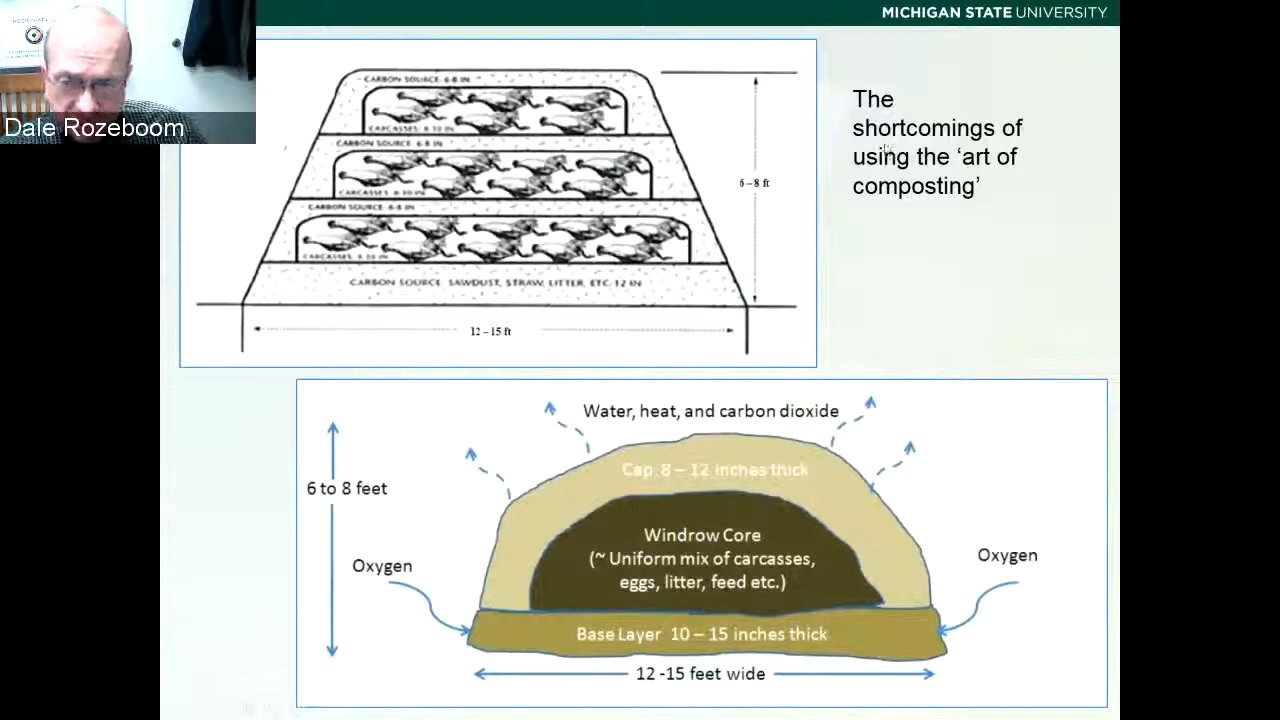 MICHIGAN STATE UNIVERSITY
Dale Rozeboom
The
shortcomings of
using the ‘art of
composting’
CARBON SOURCE 6-8 IN
CARCASSES 8-10 IN
CARBON SOURCE 6-8 IN
CARCASSES 8-10 IN
CARBON SOURCE 6-8 IN
CARCASSES 8-10 IN
CARBON SOURCE SAWDUST, STRAW, LITTER, ETC 12 IN
6 – 8 ft
12 – 15 ft
Water, heat, and carbon dioxide
Cap 8 – 12 inches thick
6 to 8 feet
Windrow Core
(~ Uniform mix of carcasses,
eggs, litter, feed etc.)
Oxygen
Oxygen
Base Layer 10 – 15 inches thick
12 -15 feet wide